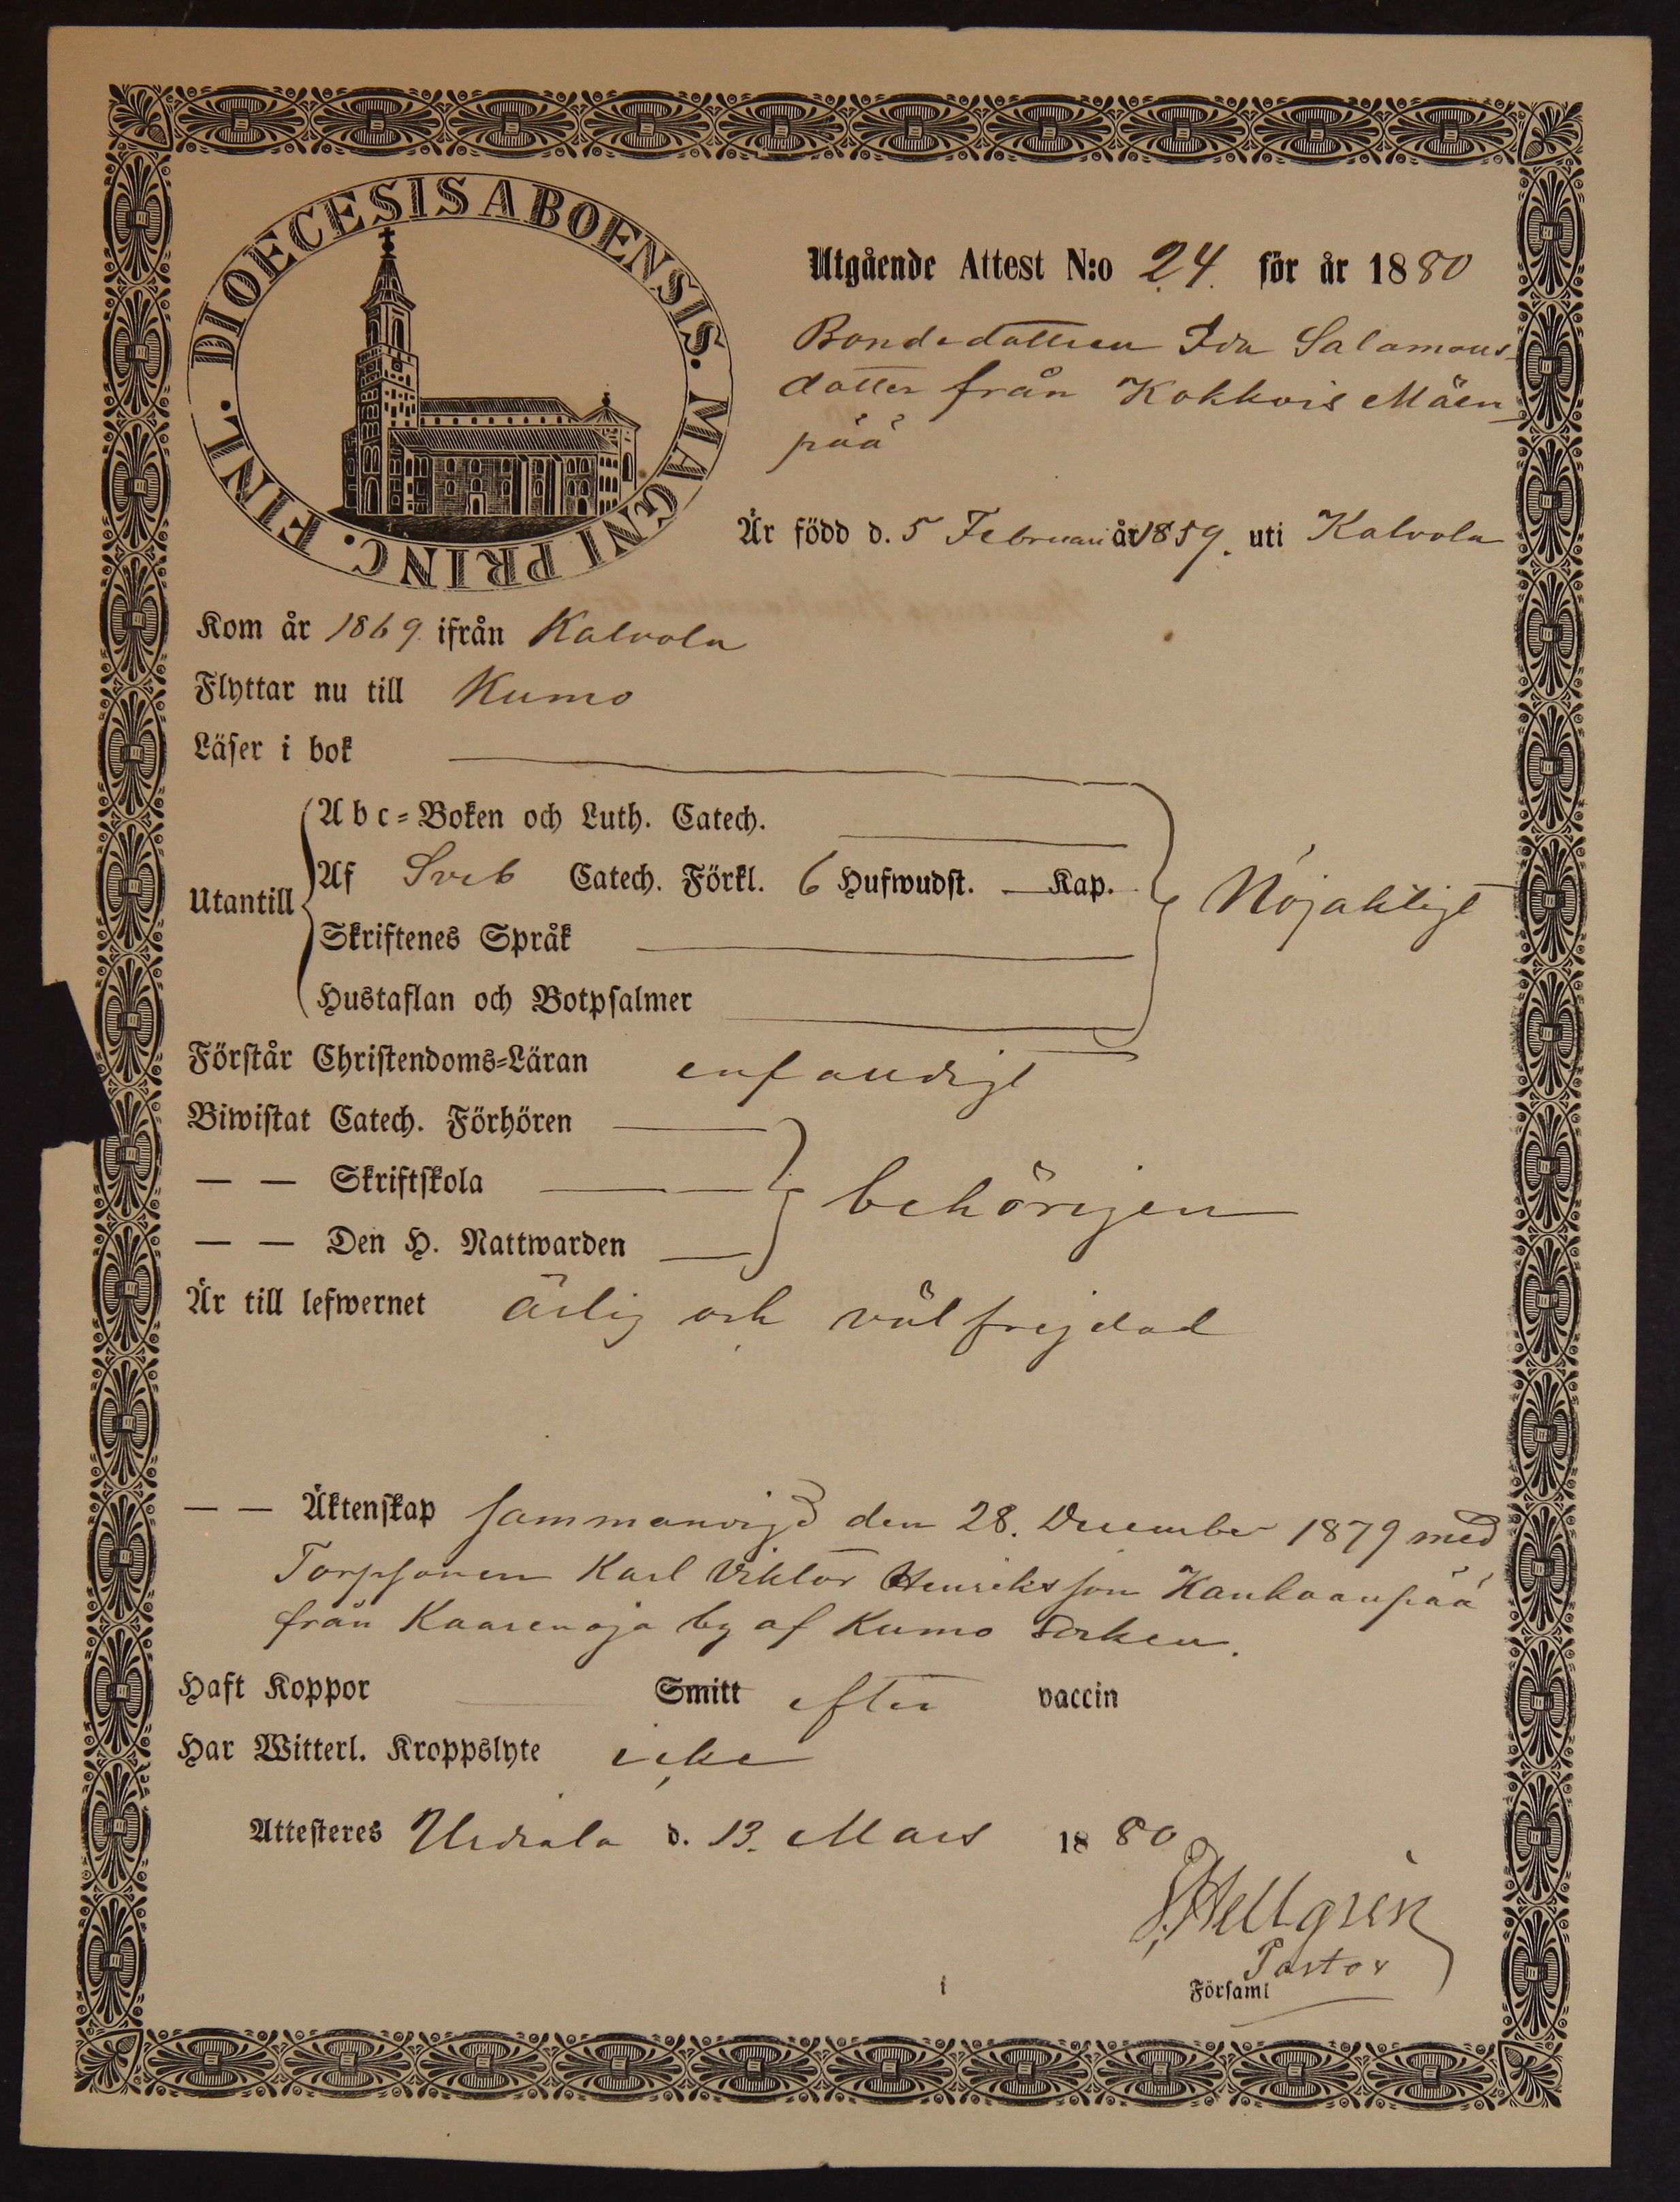 DIOECESIS ABOENSIS. MAGNI PRINC. FINL.
Utgående Attest N:o 24. för år 1880
Bondedottren Ida Salamons-
dotter från Kokkois Mäen
pää
Är född d. 5 Februari år 1859. uti Kalvola
Kom år 1869 ifrån Kalvola
Flyttar nu till Kumo
Läser i bok
Utantill
Abc-Boken och Luth. Catech.
Af Sveb Catech. Förkl. 6 Hufwudst. — Kap.
Nöjaktigt
Skriftenes Språk
Hustaflan och Botpsalmer
Förstår Christendoms-Läran enfaldigt
Biwistat Catech. Förhören
— — Skriftskola
behörigen
— — Den H. Nattwarden
Är till lefwernet ärlig och välfrejdad
— — Äktenskap sammanvigd den 28. December 1879 med
Torpsonen Karl Viktor Henriksson Kankaanpää
från Kaarenoja by af Kumo Socken.
Haft Koppor Smitt efter vaccin
Har Witterl. Kroppslyte icke
Attesteres Urdiala d. 13. Mars 1880
Hellgrén
Pastor
i Församl